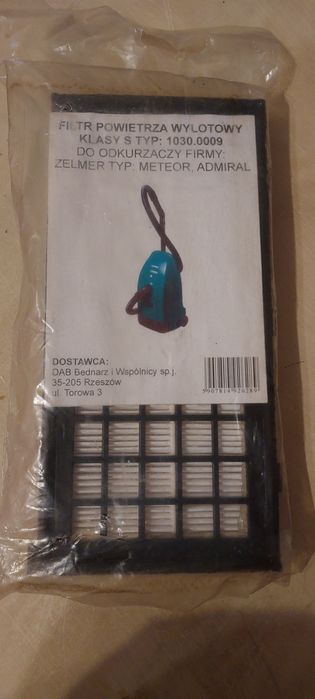 FILTR POWIETRZA WYLOTOWY
KLASY S TYP: 1030.0009
DO ODKURZACZY FIRMY:
ZELMER TYP: METEOR, ADMIRAL
DOSTAWCA:
DAB Bednarz i Wspólnicy sp.j.
35-205 Rzeszów
ul. Torowa 3
5907814926289